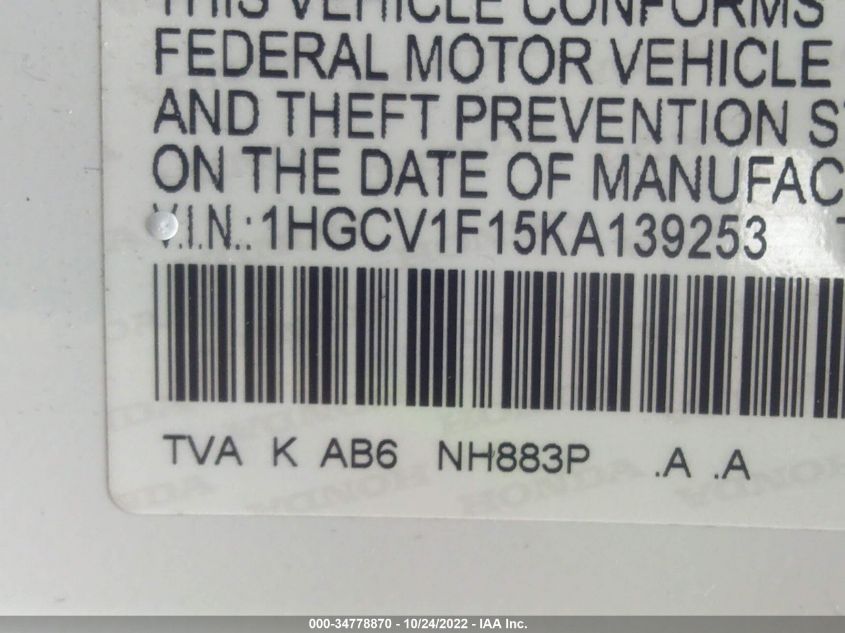 THIS VEHICLE CONFORMS
FEDERAL MOTOR VEHICLE
AND THEFT PREVENTION
ON THE DATE OF
V.I.N.:1HGCV1F15KA139253
TVA K AB6 NH883P .A .A
000-34778870 - 10/24/2022 - IAA Inc.